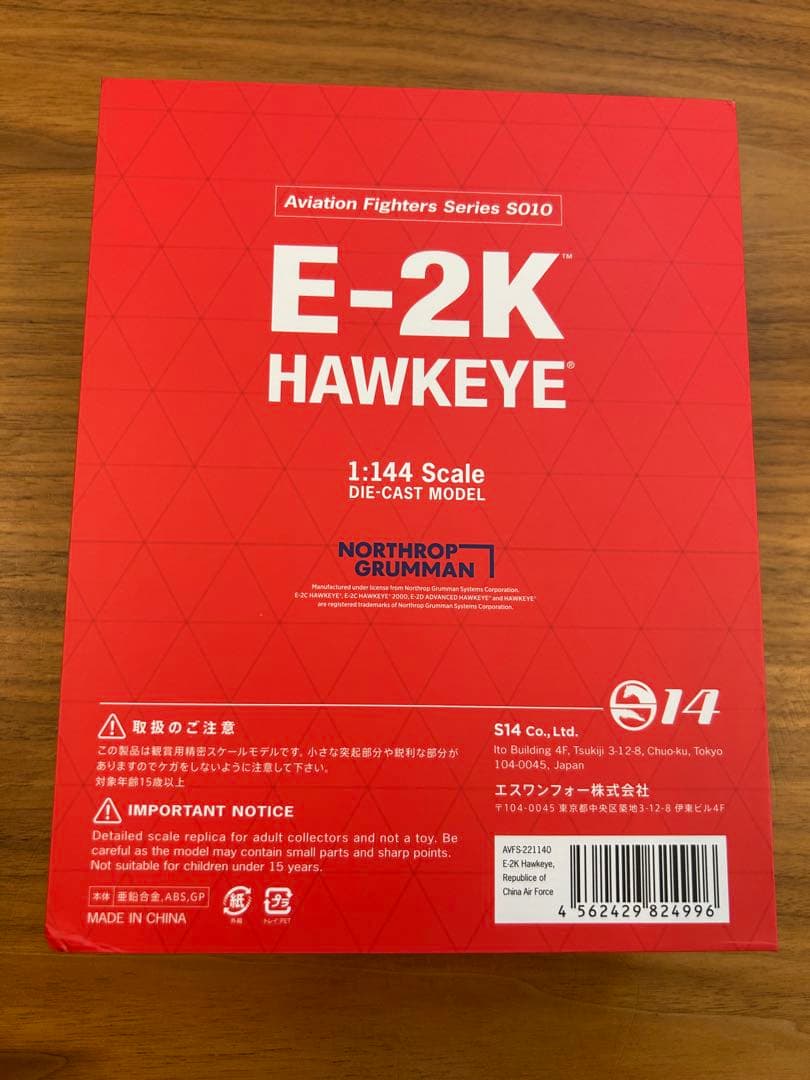 Aviation Fighters Series S010
E-2K™
HAWKEYE®
1:144 Scale
DIE-CAST MODEL
NORTHROP
GRUMMAN
Manufactured under license from Northrop Grumman Systems Corporation.
E-2C HAWKEYE®, E-2C HAWKEYE® 2000, E-2D ADVANCED HAWKEYE® and HAWKEYE®
are registered trademarks of Northrop Grumman Systems Corporation.
S14
取扱のご注意
この製品は観賞用精密スケールモデルです。小さな突起部分や鋭利な部分が
ありますのでケガをしないように注意して下さい。
対象年齢15歳以上
IMPORTANT NOTICE
Detailed scale replica for adult collectors and not a toy. Be
careful as the model may contain small parts and sharp points.
Not suitable for children under 15 years.
本体 亜鉛合金,ABS,GP
MADE IN CHINA
紙
外箱
プラ
トレイ:PET
S14 Co., Ltd.
Ito Building 4F, Tsukiji 3-12-8, Chuo-ku, Tokyo
104-0045, Japan
エスワンフォー株式会社
〒104-0045 東京都中央区築地3-12-8 伊東ビル4F
AVFS-221140
E-2K Hawkeye,
Republice of
China Air Force
4 562429 824996